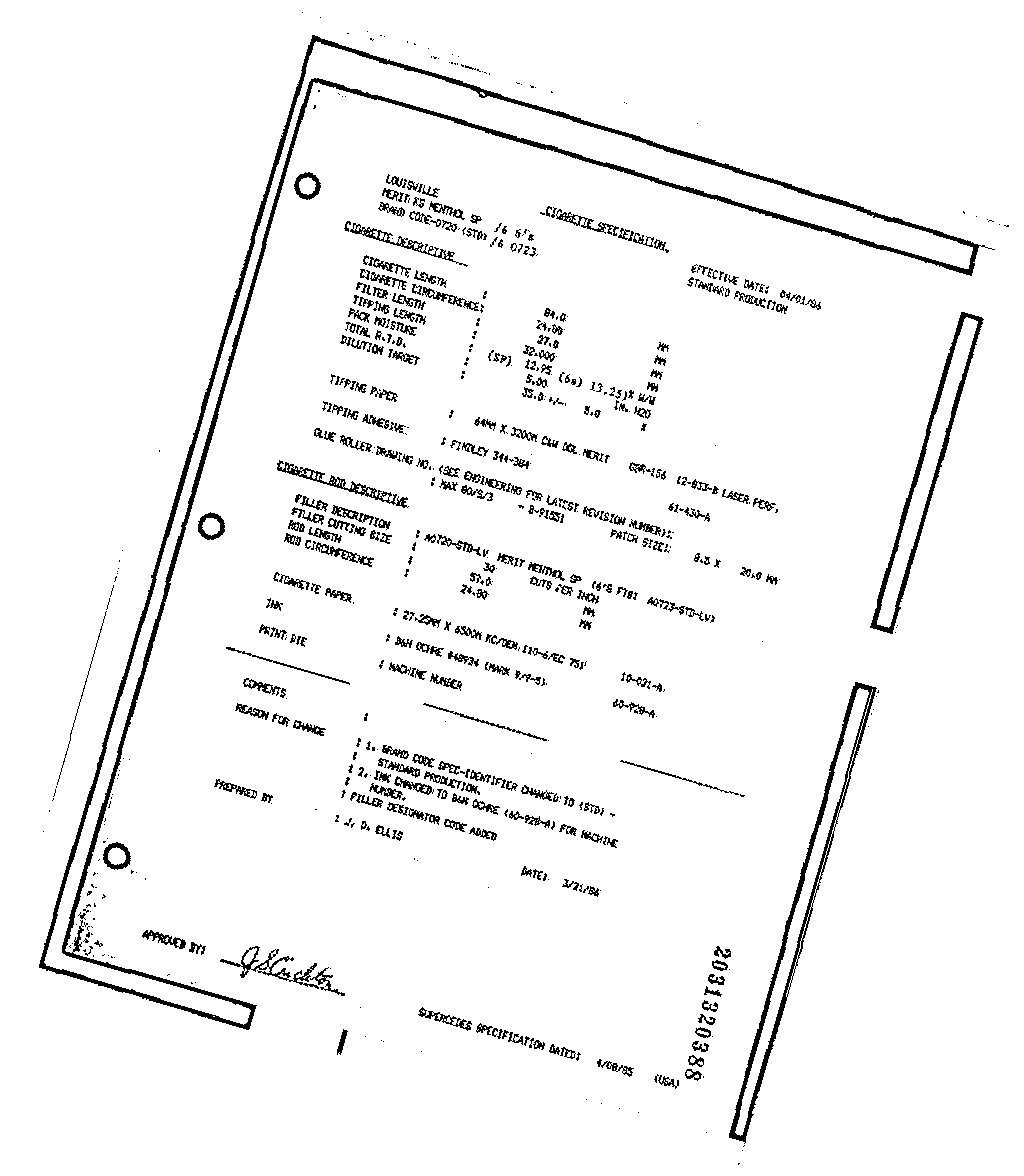 LOUISVILLE
MERIT KS MENTHOL SP /6 6's
BRAND CODE-0720 (STD) /6 0723
CIGARETTE SPECIFICATION
EFFECTIVE DATE: 04/01/86
STANDARD PRODUCTION
CIGARETTE DESCRIPTIVE
CIGARETTE LENGTH : 84.0 MM
CIGARETTE CIRCUMFERENCE: 24.80 MM
FILTER LENGTH : 27.0 MM
TIPPING LENGTH : 32.000 MM
PACK MOISTURE : (SP) 12.95 (6s) 13.25)% W/W
TOTAL R.T.D. : 5.00 IN. H2O
DILUTION TARGET : 35.0 +/- 5.0 %
TIPPING PAPER : 64MM X 3200M C&W DGL MERIT CSR-156 12-033-B LASER PERF.
TIPPING ADHESIVE: : FINDLEY 344-304 61-430-A
GLUE ROLLER DRAWING NO. (SEE ENGINEERING FOR LATEST REVISION NUMBER):
: MAX 80/S/3 - B-91551 PATCH SIZE: 8.5 X 20.0 MM
CIGARETTE ROD DESCRIPTIVE
FILLER DESCRIPTION : A0720-STD-LV MERIT MENTHOL SP (6'S FTB: A0723-STD-LV)
FILLER CUTTING SIZE : 30 CUTS PER INCH
ROD LENGTH : 57.0 MM
ROD CIRCUMFERENCE : 24.80 MM
CIGARETTE PAPER : 27.25MM X 6500M KC/DEM.110-6/EC 751 10-031-A
INK : B&H OCHRE #48934 (MARK 8/9-5) 60-928-A
PRINT DIE : MACHINE NUMBER
COMMENTS :
REASON FOR CHANGE : 1. BRAND CODE SPEC-IDENTIFIER CHANGED TO (STD) -
: STANDARD PRODUCTION.
: 2. INK CHANGED TO B&H OCHRE (60-928-A) FOR MACHINE
: NUMBER.
: FILLER DESIGNATOR CODE ADDED
PREPARED BY : J. D. ELLIS DATE: 3/21/86
APPROVED BY: J S Crichton
SUPERCEDES SPECIFICATION DATED: 4/08/85 (USA)
2031320388